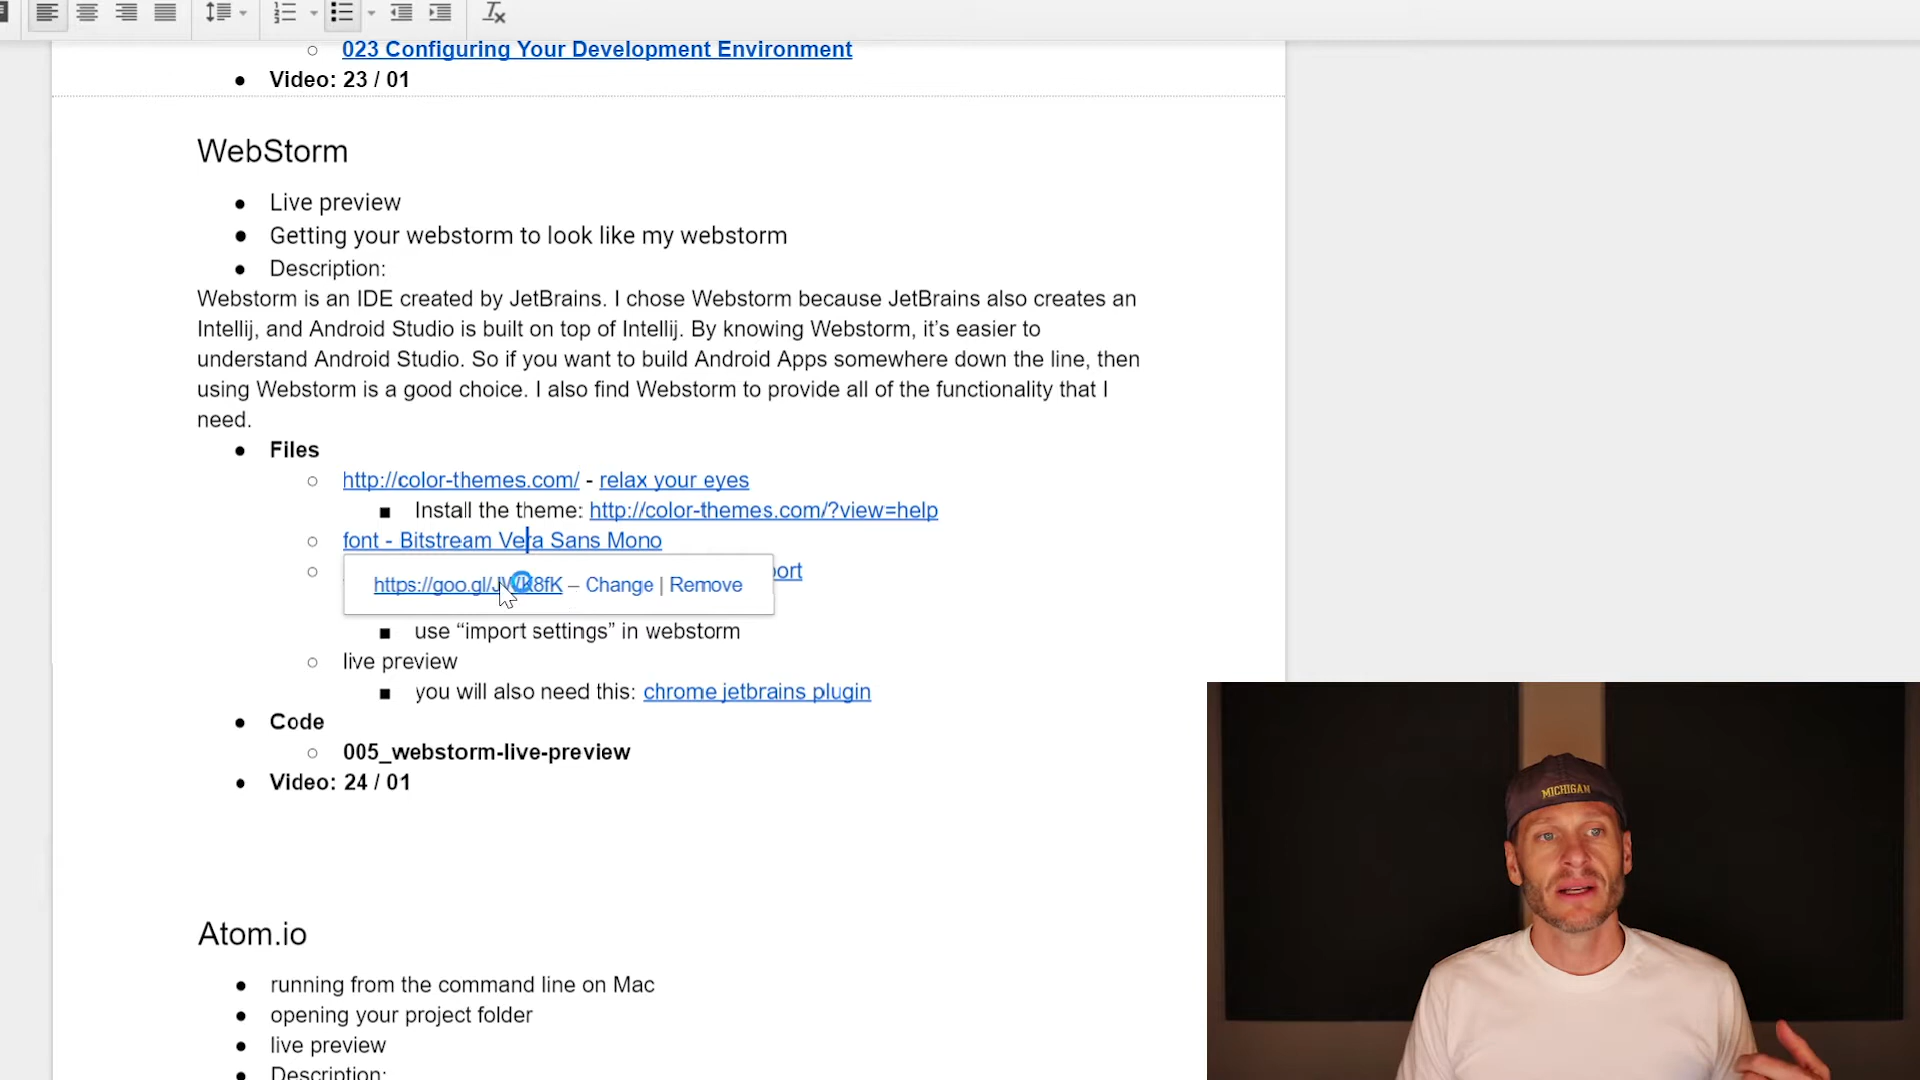 023 Configuring Your Development Environment
Video: 23 / 01
WebStorm
Live preview
Getting your webstorm to look like my webstorm
Description:
Webstorm is an IDE created by JetBrains. I chose Webstorm because JetBrains also creates an
Intellij, and Android Studio is built on top of Intellij. By knowing Webstorm, it’s easier to
understand Android Studio. So if you want to build Android Apps somewhere down the line, then
using Webstorm is a good choice. I also find Webstorm to provide all of the functionality that I
need.
Files
http://color-themes.com/ - relax your eyes
Install the theme: http://color-themes.com/?view=help
font - Bitstream Vera Sans Mono
ort
– Change | Remove
use “import settings” in webstorm
live preview
you will also need this: chrome jetbrains plugin
Code
005_webstorm-live-preview
Video: 24 / 01
MICHIGAN
Atom.io
running from the command line on Mac
opening your project folder
live preview
Description: